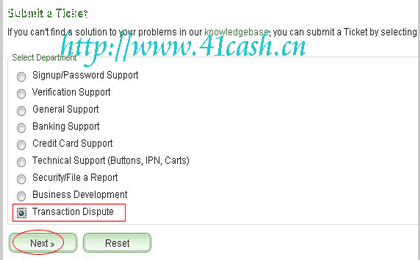 Submit a Ticket
If you can't find a solution to your problems in our knowledgebase, you can submit a Ticket by selecting
http://www.41cash.cn
Select Department
Signup/Password Support
Verification Support
General Support
Banking Support
Credit Card Support
Technical Support (Buttons, IPN, Carts)
Security/File a Report
Business Development
Transaction Dispute
Next »
Reset